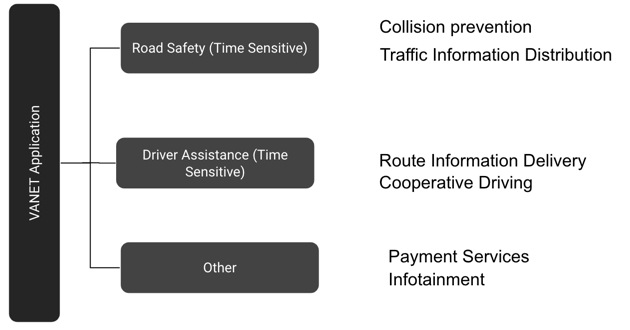 VANET Application
Road Safety (Time Sensitive)
Collision prevention
Traffic Information Distribution
Driver Assistance (Time
Sensitive)
Route Information Delivery
Cooperative Driving
Other
Payment Services
Infotainment